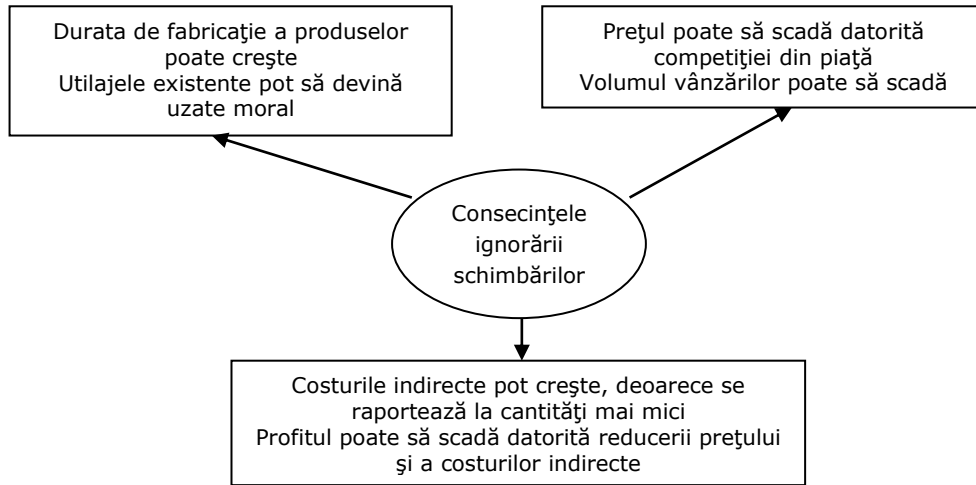 Durata de fabricaţie a produselor
poate creşte
Utilajele existente pot să devină
uzate moral
Preţul poate să scadă datorită
competiţiei din piaţă
Volumul vânzărilor poate să scadă
Consecinţele
ignorării
schimbărilor
Costurile indirecte pot creşte, deoarece se
raportează la cantităţi mai mici
Profitul poate să scadă datorită reducerii preţului
şi a costurilor indirecte